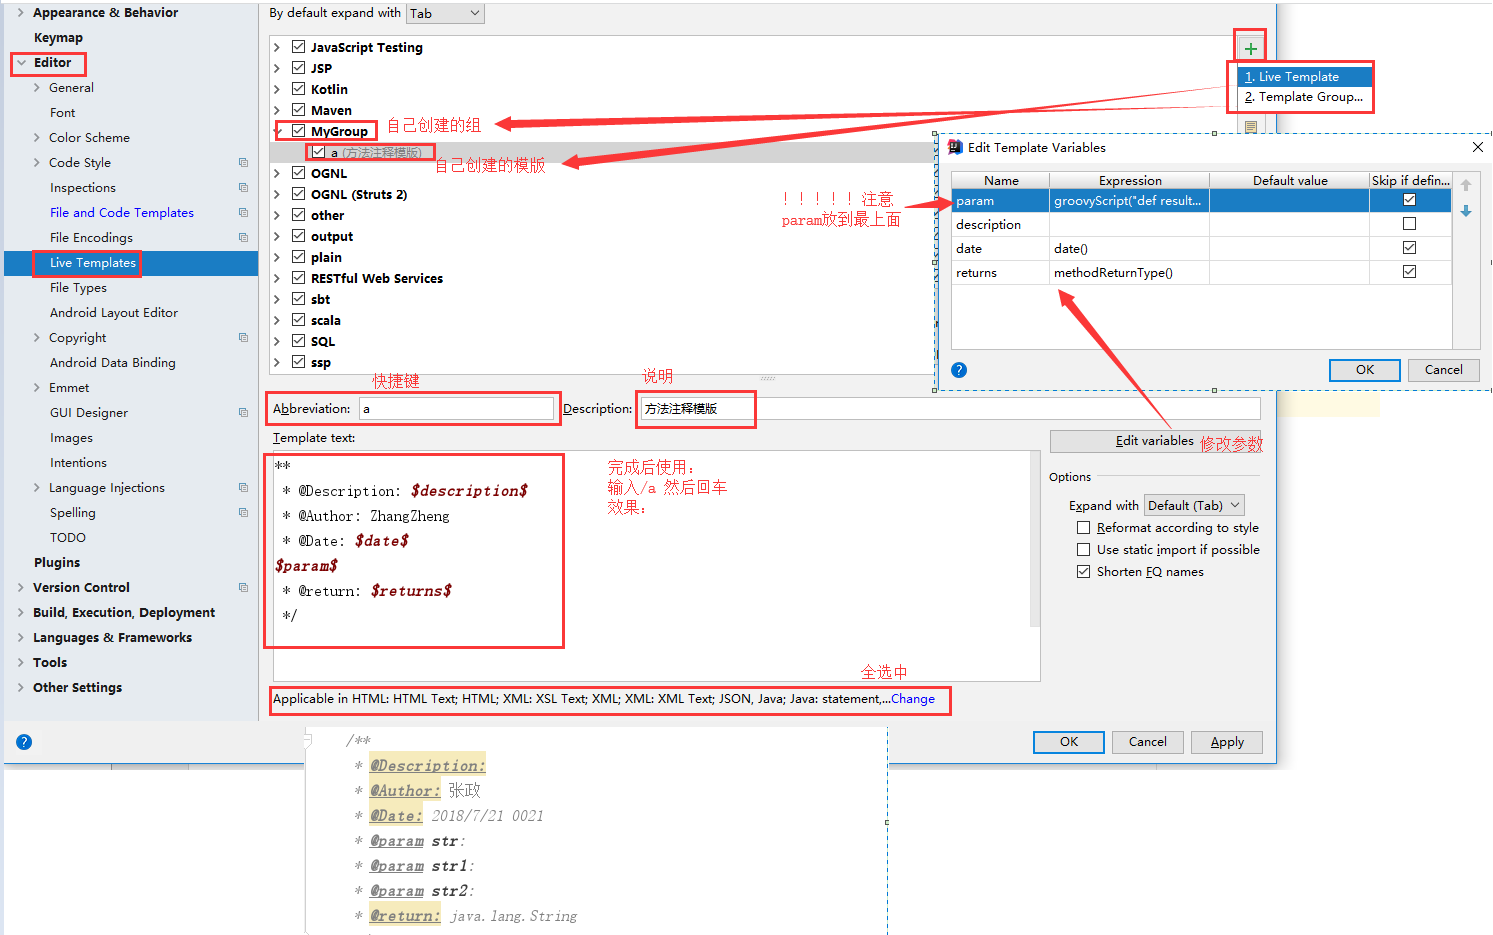 Appearance & Behavior
Keymap
Editor
General
Font
Color Scheme
Code Style
Inspections
File and Code Templates
File Encodings
Live Templates
File Types
Android Layout Editor
Copyright
Android Data Binding
Emmet
GUI Designer
Images
Intentions
Language Injections
Spelling
TODO
Plugins
Version Control
Build, Execution, Deployment
Languages & Frameworks
Tools
Other Settings
By default expand with Tab
JavaScript Testing
JSP
Kotlin
Maven
MyGroup 自己创建的组
a (方法注释模版) 自己创建的模版
OGNL
OGNL (Struts 2)
other
output
plain
RESTful Web Services
sbt
scala
SQL
ssp
1. Live Template
2. Template Group...
Edit Template Variables
Name Expression Default value Skip if defin...
param groovyScript("def result...
description
date date()
returns methodReturnType()
OK Cancel
！！！！！注意
param放到最上面
快捷键 说明
Abbreviation: a Description: 方法注释模版
Template text:
Edit variables 修改参数
**
* @Description: $description$
* @Author: ZhangZheng
* @Date: $date$
$param$
* @return: $returns$
*/
完成后使用：
输入/a 然后回车
效果：
Options
Expand with Default (Tab)
Reformat according to style
Use static import if possible
Shorten FQ names
全选中
Applicable in HTML: HTML Text; HTML; XML: XSL Text; XML; XML: XML Text; JSON, Java; Java: statement,...Change
OK Cancel Apply
/**
* @Description:
* @Author: 张政
* @Date: 2018/7/21 0021
* @param str:
* @param str1:
* @param str2:
* @return: java.lang.String